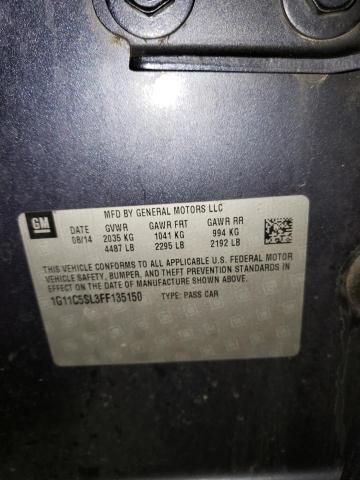 MFD BY GENERAL MOTORS LLC
GM
DATE GVWR GAWR FRT GAWR RR
08/14 2035 KG 1041 KG 994 KG
4487 LB 2295 LB 2192 LB
THIS VEHICLE CONFORMS TO ALL APPLICABLE U.S. FEDERAL MOTOR
VEHICLE SAFETY, BUMPER, AND THEFT PREVENTION STANDARDS
IN EFFECT ON THE DATE OF MANUFACTURE SHOWN ABOVE.
1G11C5SL3FF135150 TYPE: PASS CAR